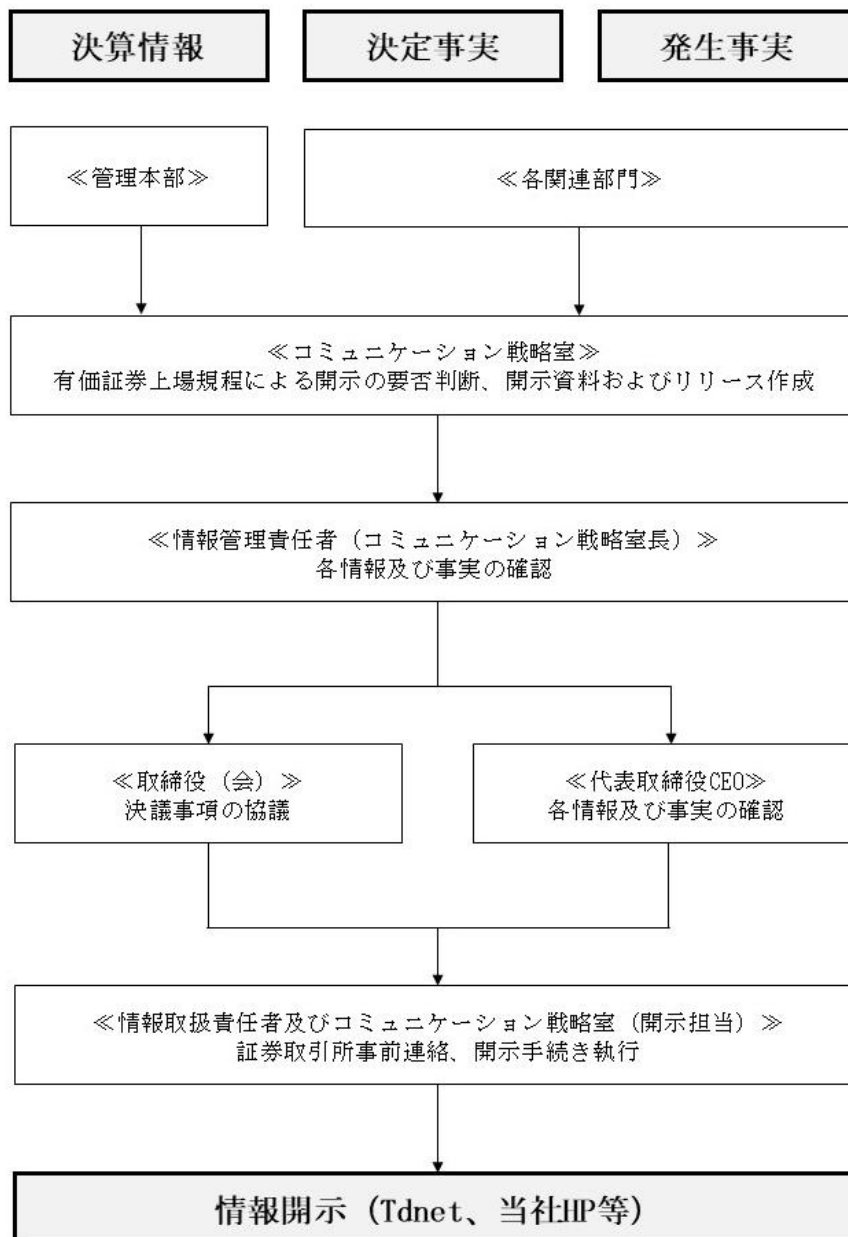 決算情報
決定事実
発生事実
≪管理本部≫
≪各関連部門≫
≪コミュニケーション戦略室≫
有価証券上場規程による開示の要否判断、開示資料およびリリース作成
≪情報管理責任者（コミュニケーション戦略室長）≫
各情報及び事実の確認
≪取締役（会）≫
決議事項の協議
≪代表取締役CEO≫
各情報及び事実の確認
≪情報取扱責任者及びコミュニケーション戦略室（開示担当）≫
証券取引所事前連絡、開示手続き執行
情報開示（Tdnet、当社HP等）